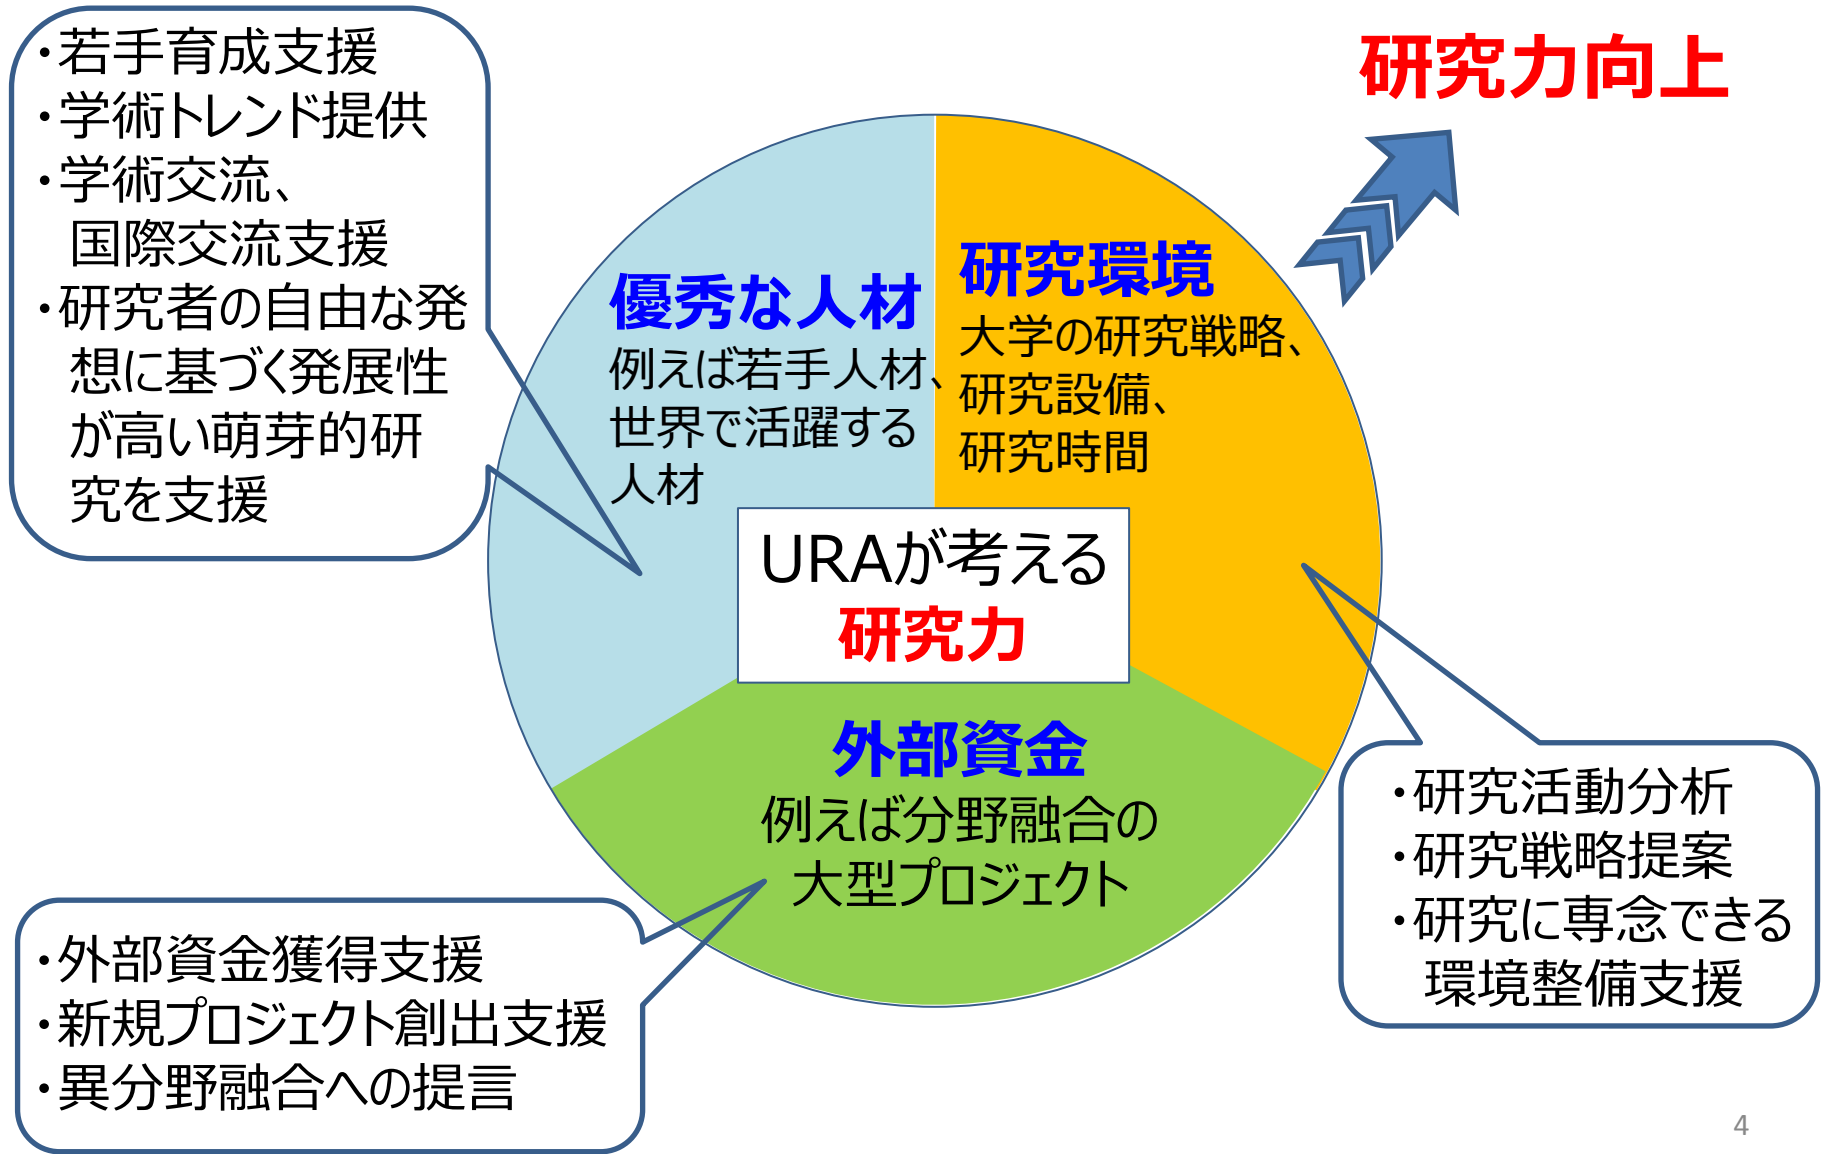 ・若手育成支援
・学術トレンド提供
・学術交流、
国際交流支援
・研究者の自由な発
想に基づく発展性
が高い萌芽的研
究を支援
研究力向上
優秀な人材
例えば若手人材、
世界で活躍する
人材
研究環境
大学の研究戦略、
研究設備、
研究時間
URAが考える
研究力
外部資金
例えば分野融合の
大型プロジェクト
・研究活動分析
・研究戦略提案
・研究に専念できる
環境整備支援
・外部資金獲得支援
・新規プロジェクト創出支援
・異分野融合への提言
4